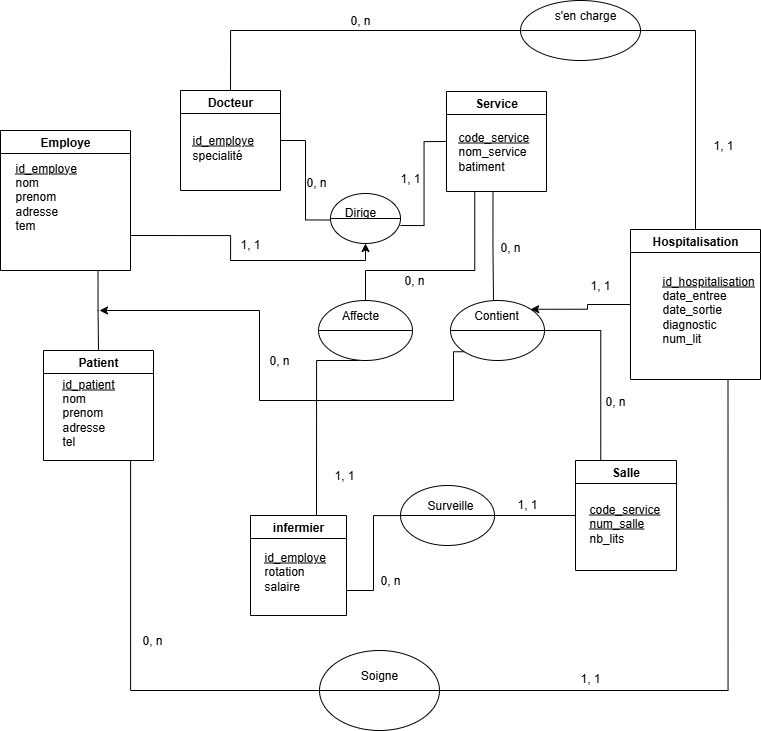 s'en charge
0, n
Docteur
id_employe
specialité
Service
code_service
nom_service
batiment
Employe
id_employe
nom
prenom
adresse
tem
1, 1
0, n
1, 1
Dirige
1, 1
0, n
0, n
Hospitalisation
id_hospitalisation
date_entree
date_sortie
diagnostic
num_lit
1, 1
Affecte
Contient
Patient
id_patient
nom
prenom
adresse
tel
0, n
0, n
1, 1
Salle
code_service
num_salle
nb_lits
Surveille
1, 1
infermier
id_employe
rotation
salaire
0, n
0, n
Soigne
1, 1